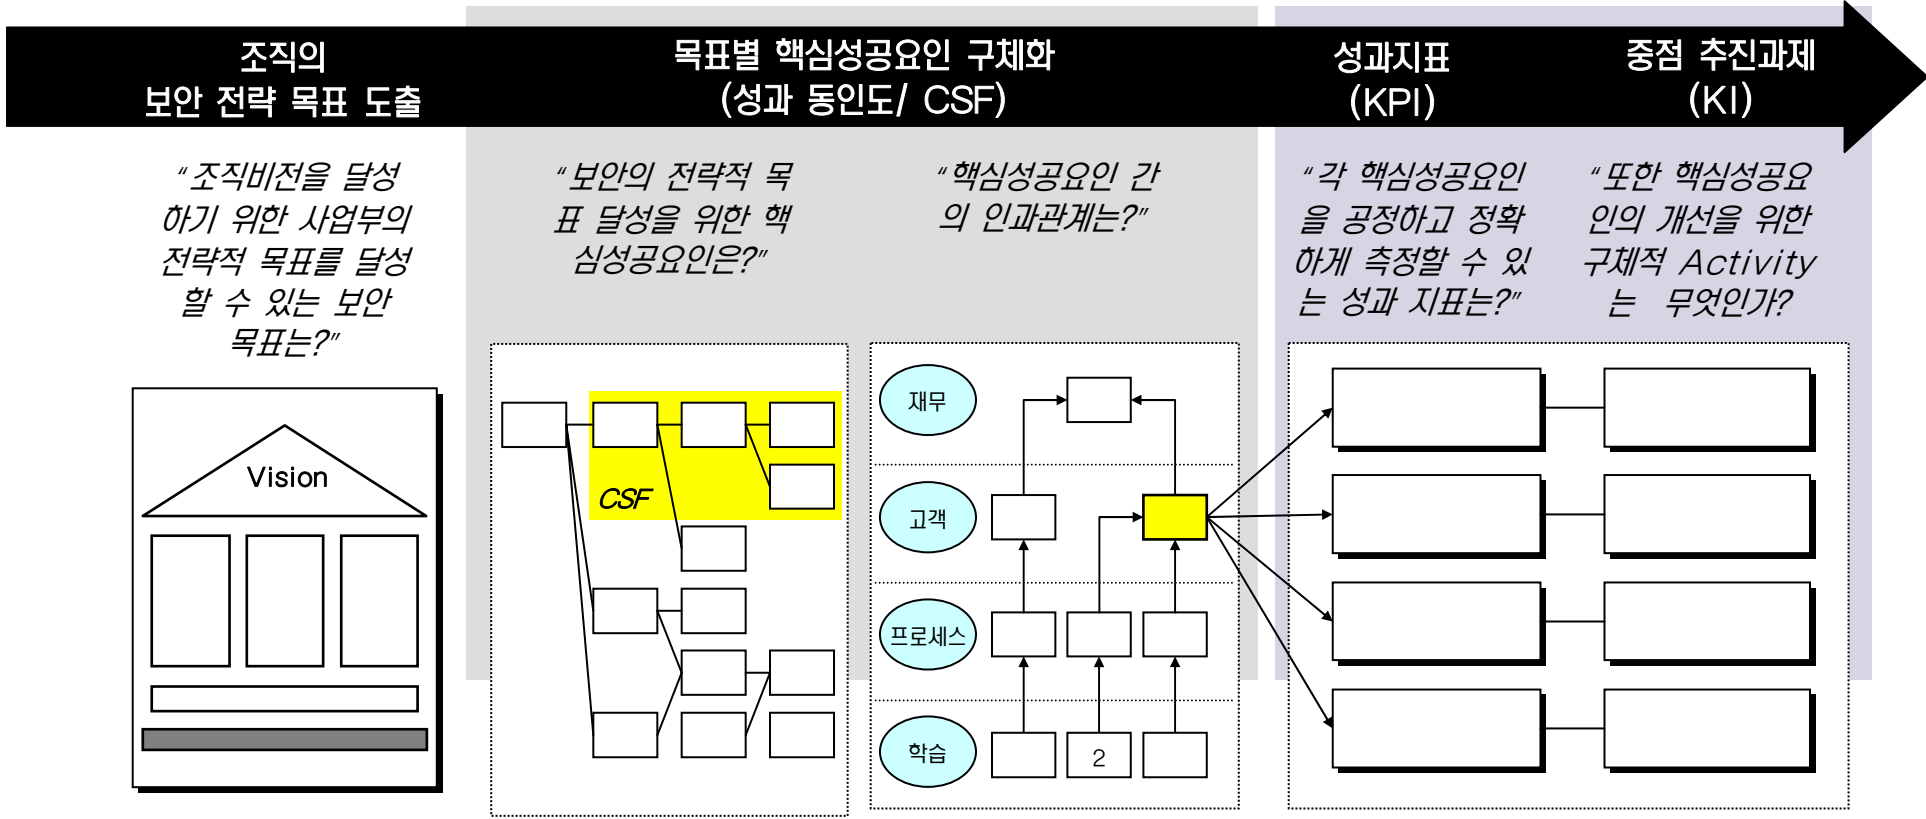 조직의
보안 전략 목표 도출
목표별 핵심성공요인 구체화
(성과 동인도/ CSF)
성과지표
(KPI)
중점 추진과제
(KI)
“조직비전을 달성
하기 위한 사업부의
전략적 목표를 달성
할 수 있는 보안
목표는?”
“보안의 전략적 목
표 달성을 위한 핵
심성공요인은?”
“핵심성공요인 간
의 인과관계는?”
“각 핵심성공요인
을 공정하고 정확
하게 측정할 수 있
는 성과 지표는?”
“또한 핵심성공요
인의 개선을 위한
구체적 Activity
는 무엇인가?
Vision
CSF
재무
고객
프로세스
학습
2